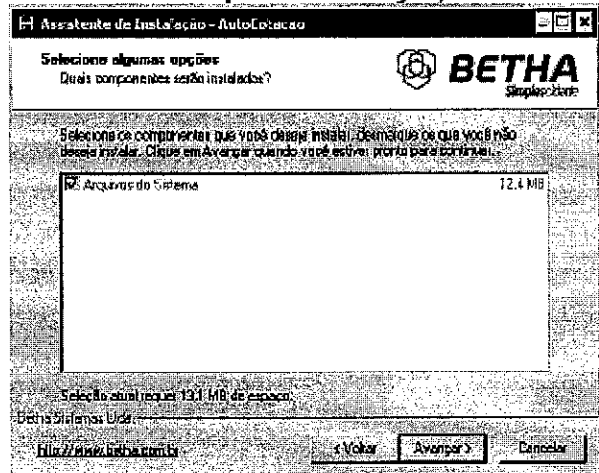 Assistente de Instalação - AutoCotacao
Selecione algumas opções
Quais componentes serão instalados?
BETHA
Selecione os componentes que você deseja instalar, desmarque os que você não
deseja instalar. Clique em Avançar quando você estiver pronto para continuar.
Arquivos do Sistema 12,4 MB
Seleção atual requer 13,1 MB de espaço.
Betha Sistemas Ltda.
http://www.betha.com.br
< Voltar Avançar > Cancelar